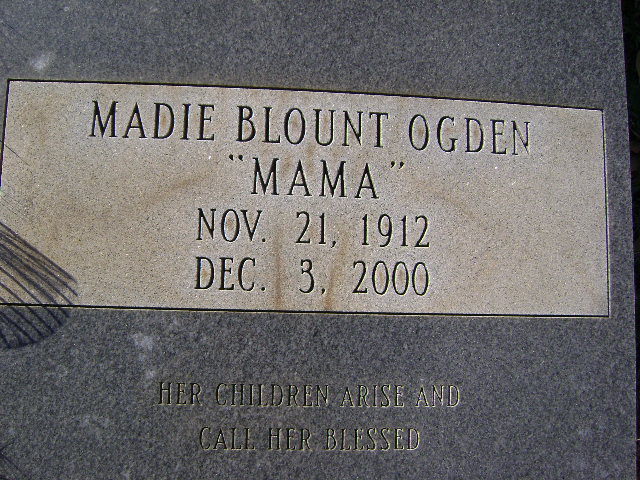 MADIE BLOUNT OGDEN
"MAMA"
NOV. 21, 1912
DEC. 3, 2000
HER CHILDREN ARISE AND
CALL HER BLESSED